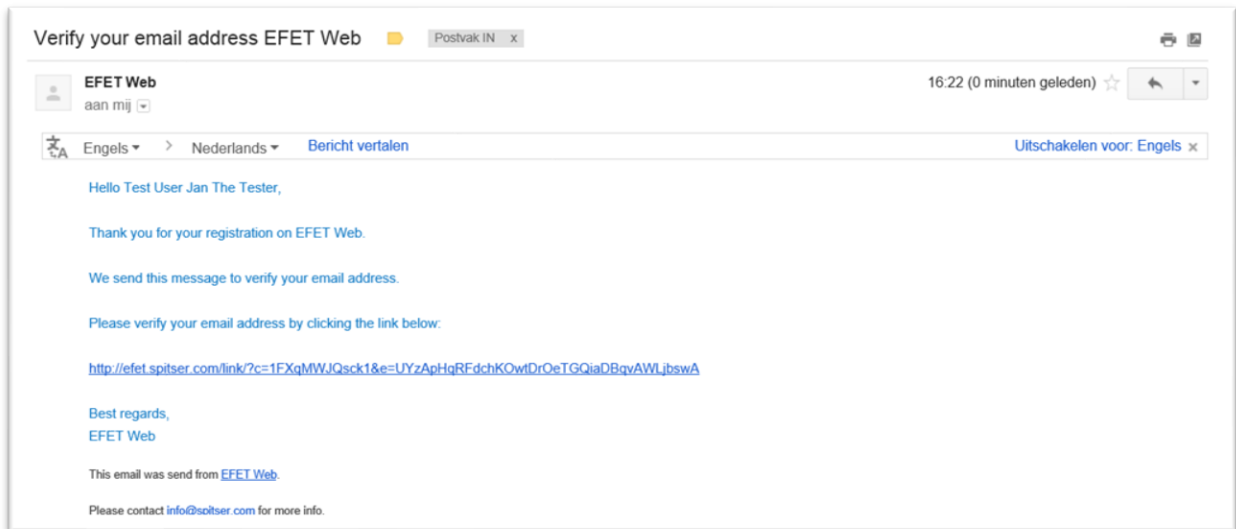 Verify your email address EFET Web Postvak IN x
EFET Web 16:22 (0 minuten geleden)
aan mij
Engels > Nederlands Bericht vertalen Uitschakelen voor: Engels x
Hello Test User Jan The Tester,
Thank you for your registration on EFET Web.
We send this message to verify your email address.
Please verify your email address by clicking the link below:
http://efet.spitser.com/link/?c=1FXqMWJQsck1&e=UYzApHqRFdchKOwtDrOeTGQiaDBqvAWLjbswA
Best regards,
EFET Web
This email was send from EFET Web.
Please contact info@spitser.com for more info.